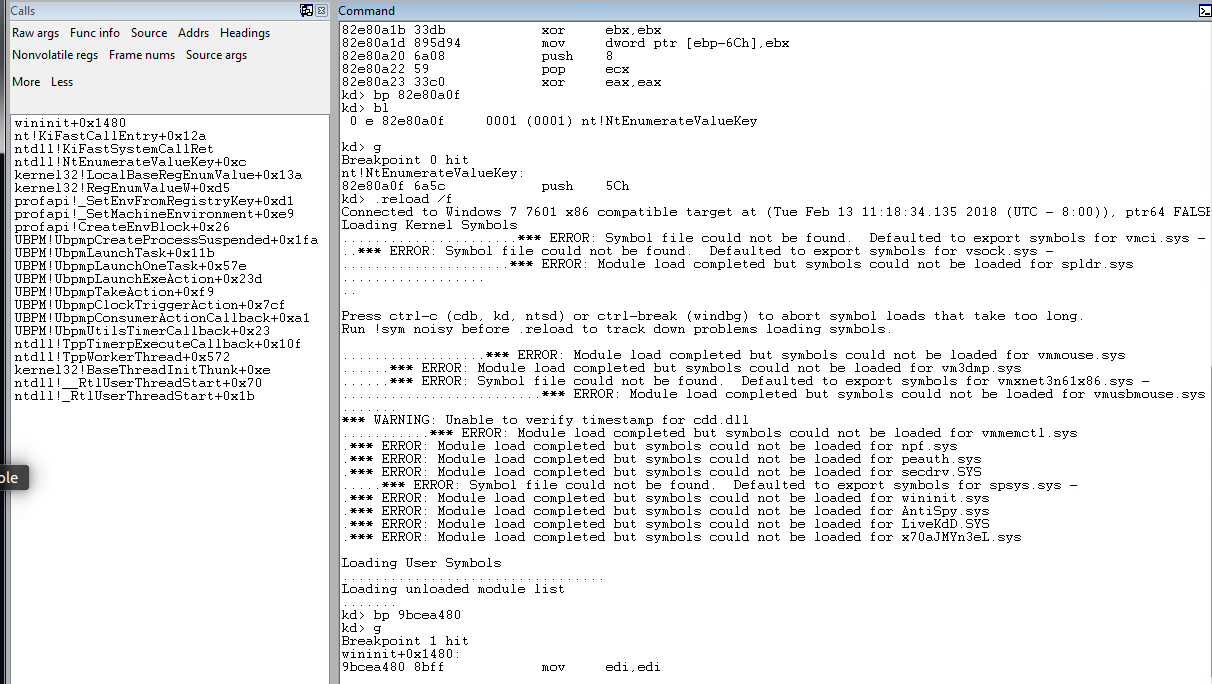 Calls
Raw args Func info Source Addrs Headings
Nonvolatile regs Frame nums Source args
More Less
wininit+0x1480
nt!KiFastCallEntry+0x12a
ntdll!KiFastSystemCallRet
ntdll!NtEnumerateValueKey+0xc
kernel32!LocalBaseRegEnumValue+0x13a
kernel32!RegEnumValueW+0xd5
profapi!_SetEnvFromRegistryKey+0xd1
profapi!_SetMachineEnvironment+0xe9
profapi!CreateEnvBlock+0x26
UBPM!UbpmpCreateProcessSuspended+0x1fa
UBPM!UbpmLaunchTask+0x11b
UBPM!UbpmpLaunchOneTask+0x57e
UBPM!UbpmpLaunchExeAction+0x23d
UBPM!UbpmpTakeAction+0xf9
UBPM!UbpmpClockTriggerAction+0x7cf
UBPM!UbpmConsumerActionCallback+0xa1
UBPM!UbpmUtilsTimerCallback+0x23
ntdll!TppTimerpExecuteCallback+0x10f
ntdll!TppWorkerThread+0x572
kernel32!BaseThreadInitThunk+0xe
ntdll!__RtlUserThreadStart+0x70
ntdll!_RtlUserThreadStart+0x1b
ole
Command
82e80a1b 33db xor ebx,ebx
82e80a1d 895d94 mov dword ptr [ebp-6Ch],ebx
82e80a20 6a08 push 8
82e80a22 59 pop ecx
82e80a23 33c0 xor eax,eax
kd> bp 82e80a0f
kd> bl
0 e 82e80a0f 0001 (0001) nt!NtEnumerateValueKey
kd> g
Breakpoint 0 hit
nt!NtEnumerateValueKey:
82e80a0f 6a5c push 5Ch
kd> .reload /f
Connected to Windows 7 7601 x86 compatible target at (Tue Feb 13 11:18:34.135 2018 (UTC - 8:00)), ptr64 FALSE
Loading Kernel Symbols
......................*** ERROR: Symbol file could not be found. Defaulted to export symbols for vmci.sys -
..*** ERROR: Symbol file could not be found. Defaulted to export symbols for vsock.sys -
.....................*** ERROR: Module load completed but symbols could not be loaded for spldr.sys
..................
..
Press ctrl-c (cdb, kd, ntsd) or ctrl-break (windbg) to abort symbol loads that take too long.
Run !sym noisy before .reload to track down problems loading symbols.
..................*** ERROR: Module load completed but symbols could not be loaded for vmmouse.sys
......*** ERROR: Module load completed but symbols could not be loaded for vm3dmp.sys
......*** ERROR: Symbol file could not be found. Defaulted to export symbols for vmxnet3n61x86.sys -
.........................*** ERROR: Module load completed but symbols could not be loaded for vmusbmouse.sys
.......
*** WARNING: Unable to verify timestamp for cdd.dll
...........*** ERROR: Module load completed but symbols could not be loaded for vmmemctl.sys
.*** ERROR: Module load completed but symbols could not be loaded for npf.sys
.*** ERROR: Module load completed but symbols could not be loaded for peauth.sys
.*** ERROR: Module load completed but symbols could not be loaded for secdrv.SYS
.....*** ERROR: Symbol file could not be found. Defaulted to export symbols for spsys.sys -
.*** ERROR: Module load completed but symbols could not be loaded for wininit.sys
.*** ERROR: Module load completed but symbols could not be loaded for AntiSpy.sys
.*** ERROR: Module load completed but symbols could not be loaded for LiveKdD.SYS
.*** ERROR: Module load completed but symbols could not be loaded for x70aJMYn3eL.sys
Loading User Symbols
.................................
Loading unloaded module list
.......
kd> bp 9bcea480
kd> g
Breakpoint 1 hit
wininit+0x1480:
9bcea480 8bff mov edi,edi